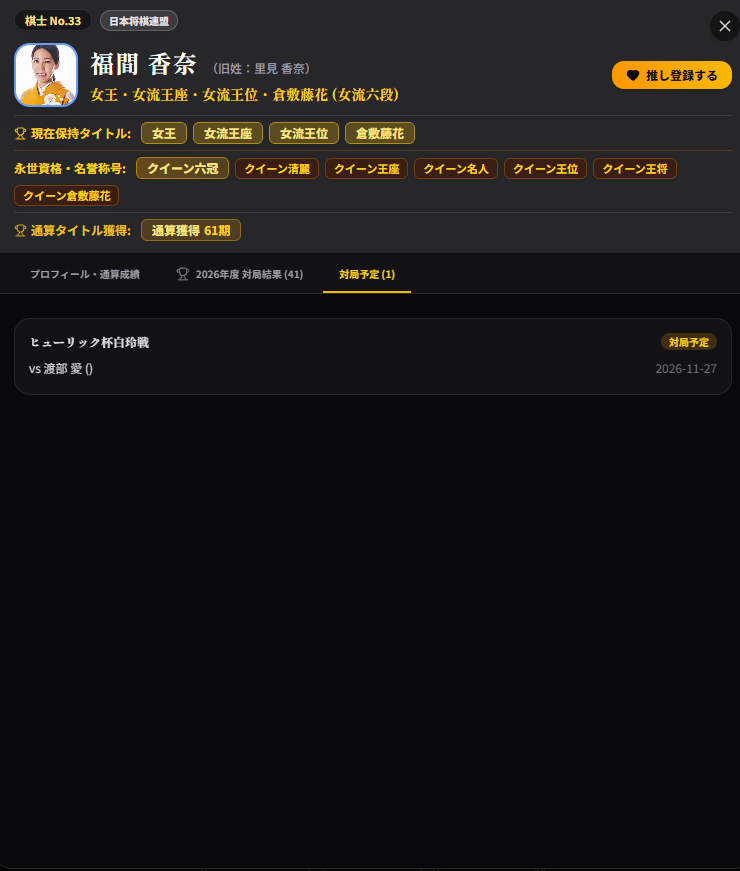 棋士 No.33 日本将棋連盟
福間 香奈 （旧姓：里見 香奈）
女王・女流王座・女流王位・倉敷藤花 (女流六段)
推し登録する
現在保持タイトル: 女王 女流王座 女流王位 倉敷藤花
永世資格・名誉称号: クイーン六冠 クイーン清麗 クイーン王座 クイーン名人 クイーン王位 クイーン王将
クイーン倉敷藤花
通算タイトル獲得: 通算獲得 61期
プロフィール・通算成績 2026年度 対局結果 (41) 対局予定 (1)
ヒューリック杯白玲戦 対局予定
vs 渡部 愛 () 2026-11-27